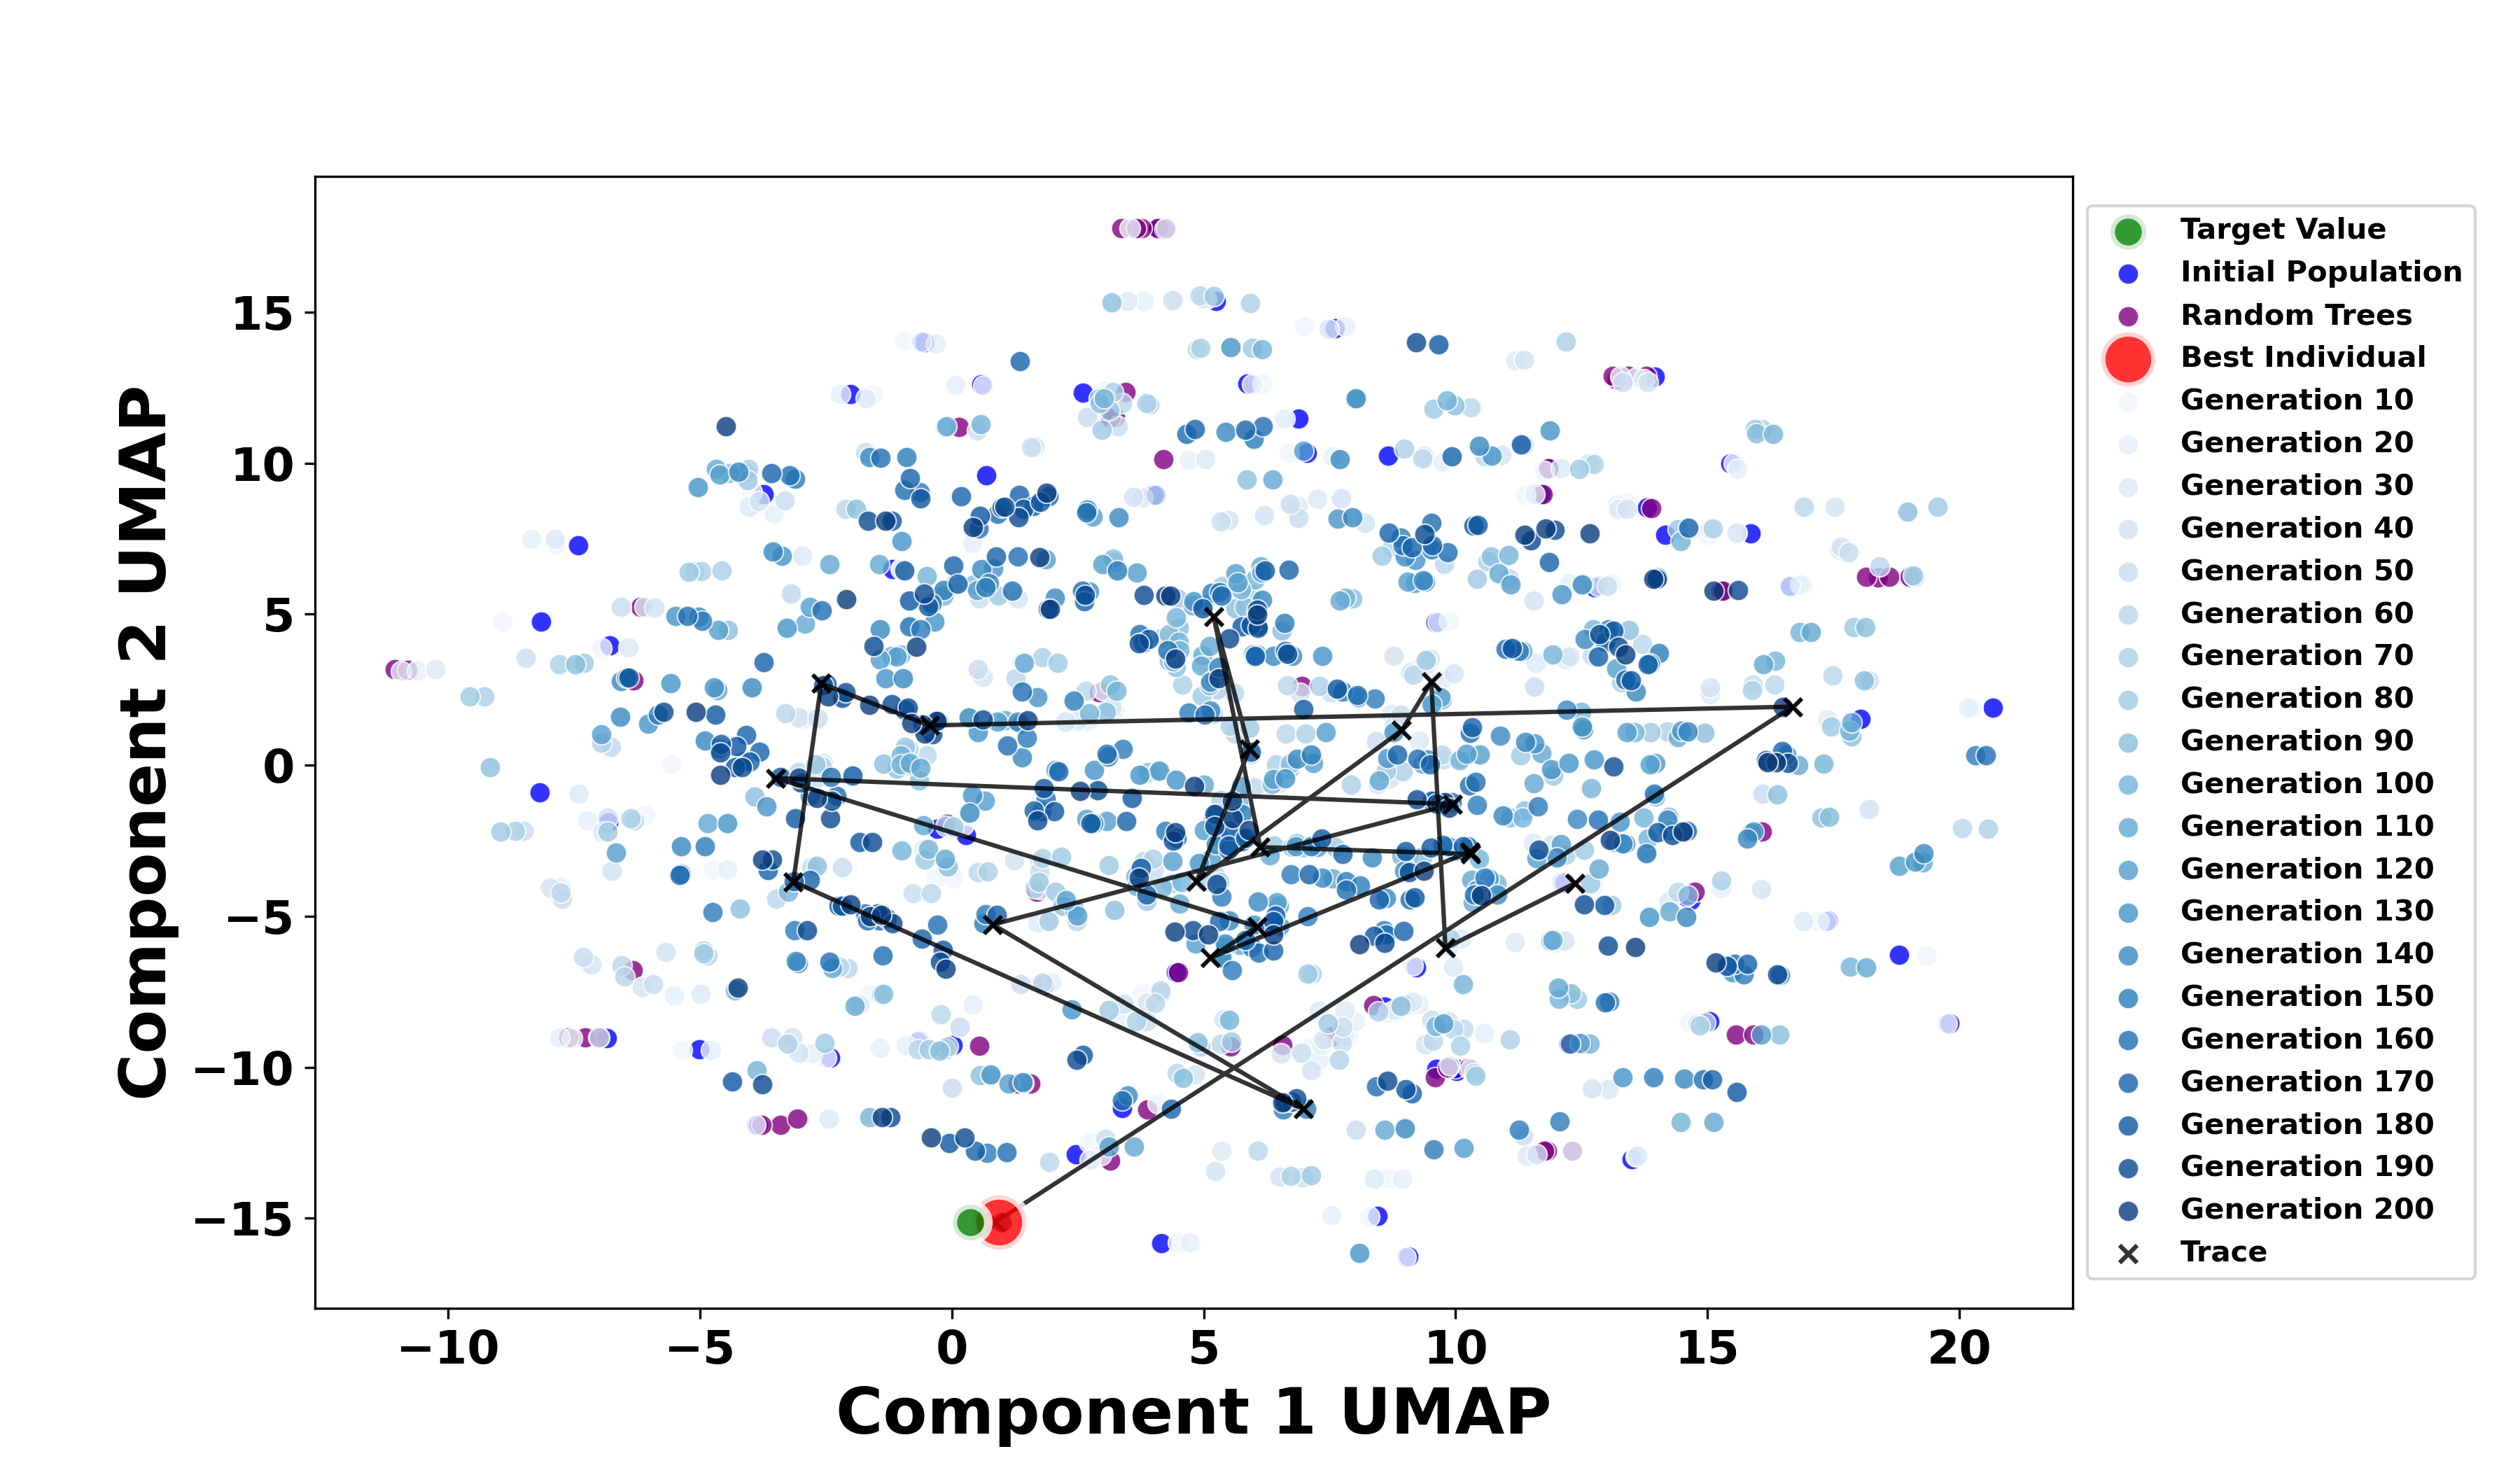 Component 2 UMAP
15
10
5
0
−5
−10
−15
−10
−5
0
5
10
15
20
Component 1 UMAP
Target Value
Initial Population
Random Trees
Best Individual
Generation 10
Generation 20
Generation 30
Generation 40
Generation 50
Generation 60
Generation 70
Generation 80
Generation 90
Generation 100
Generation 110
Generation 120
Generation 130
Generation 140
Generation 150
Generation 160
Generation 170
Generation 180
Generation 190
Generation 200
Trace